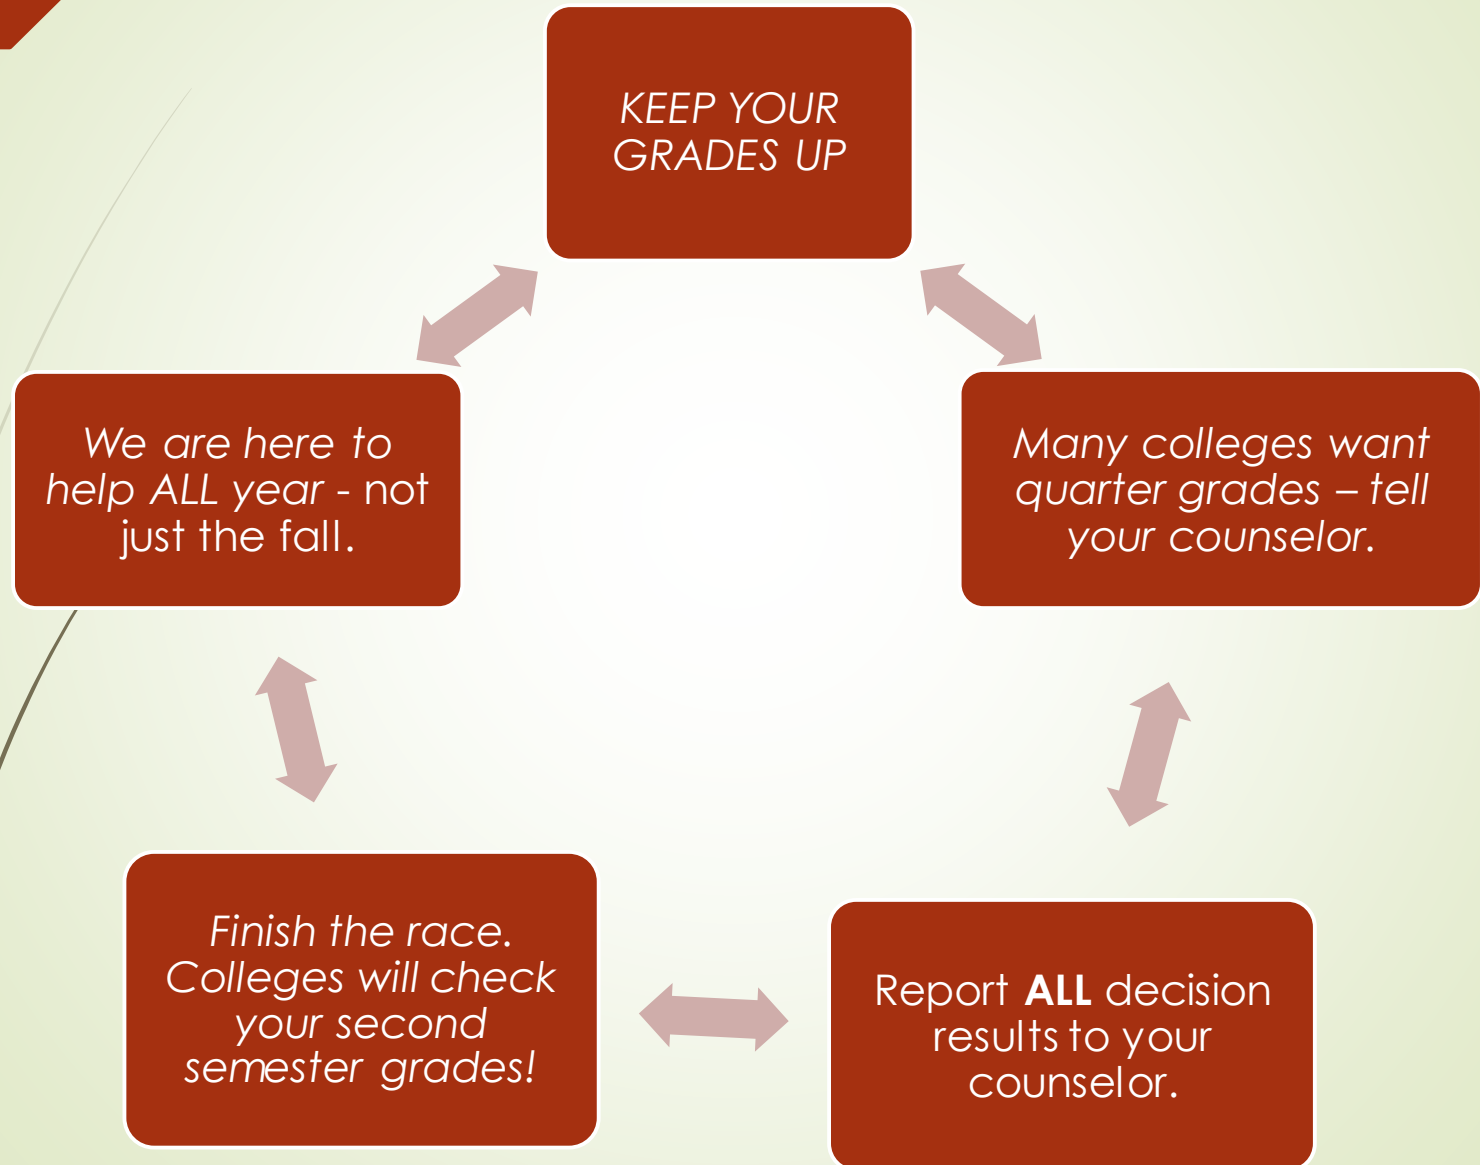 KEEP YOUR
GRADES UP
Many colleges want
quarter grades – tell
your counselor.
Report ALL decision
results to your
counselor.
Finish the race.
Colleges will check
your second
semester grades!
We are here to
help ALL year - not
just the fall.